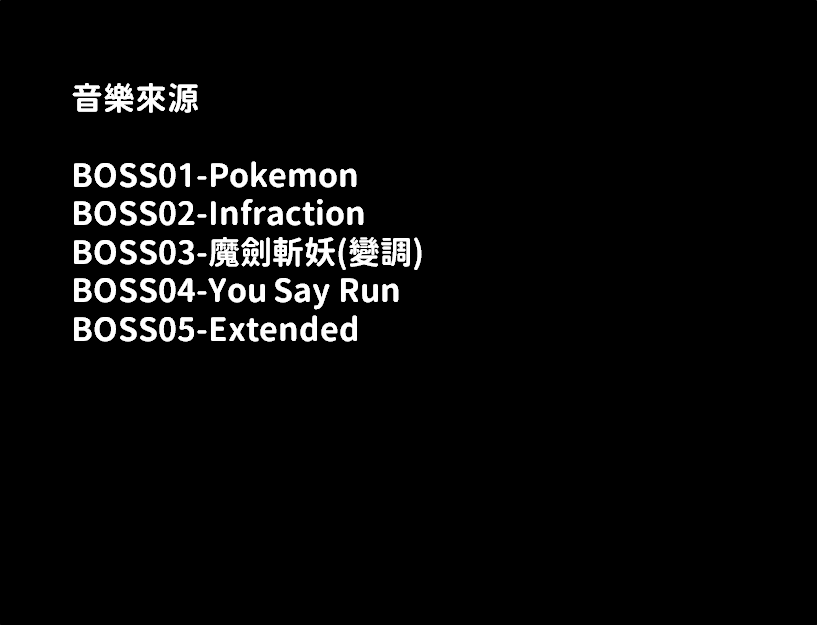 音樂來源
BOSS01-Pokemon
BOSS02-Infraction
BOSS03-魔劍斬妖(變調)
BOSS04-You Say Run
BOSS05-Extended